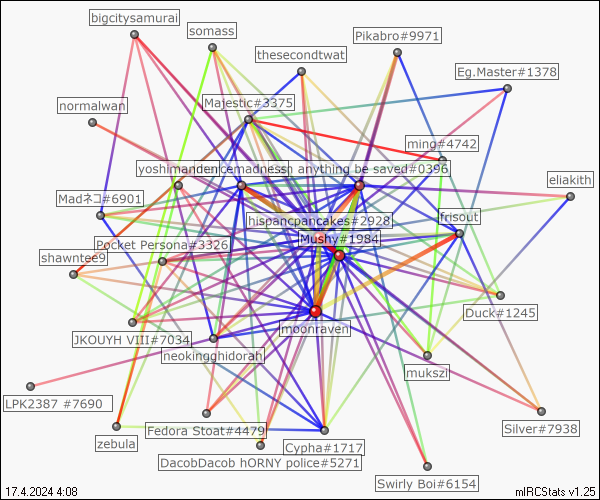 bigcitysamurai
somass
Pikabro#9971
thesecondtwat
Eg.Master#1378
normalwan
Majestic#3375
ming#4742
yoshimanden
cemadness
n anything be saved#0396
eliakith
Madネコ#6901
hispancpancakes#2928
frisout
Mushy#1984
Pocket Persona#3326
shawntee9
Duck#1245
moonraven
JKOUYH VIII#7034
neokingghidorah
mukszi
LPK2387 #7690
Fedora Stoat#4479
Silver#7938
zebula
Cypha#1717
DacobDacob hORNY police#5271
Swirly Boi#6154
17.4.2024 4:08
mIRCStats v1.25